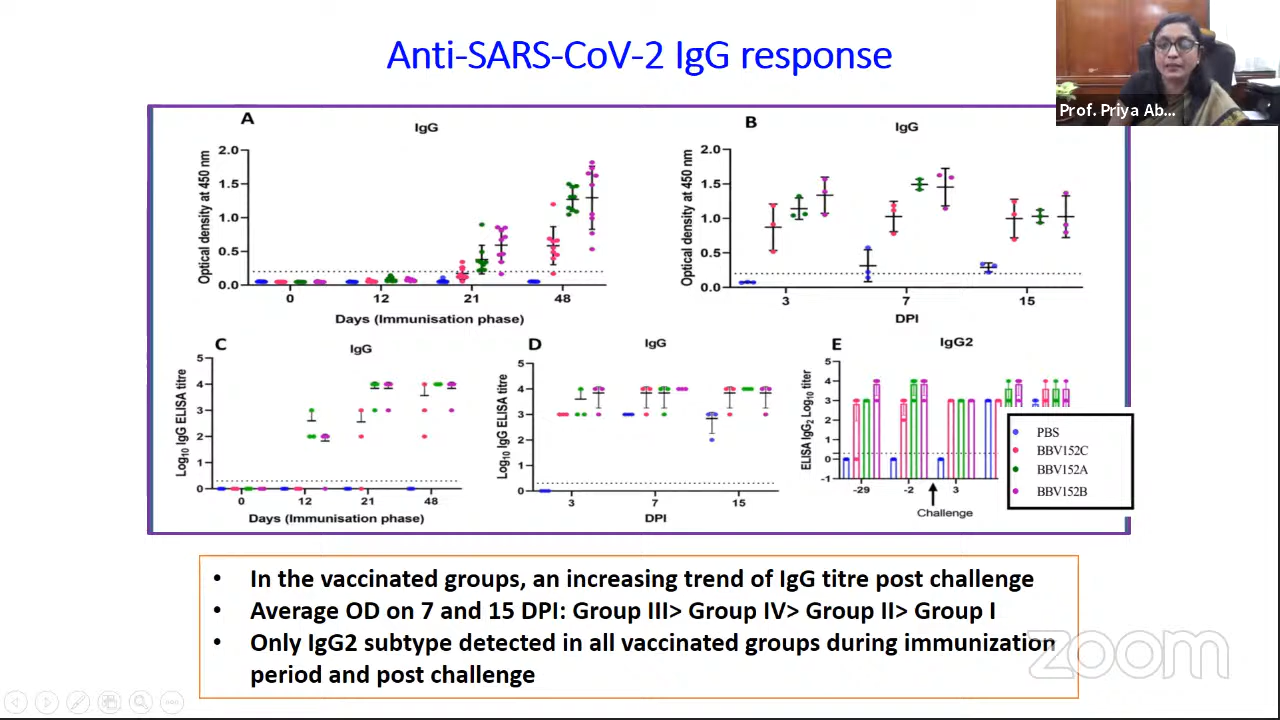 Anti-SARS-CoV-2 IgG response
Prof. Priya Ab...
A
IgG
Optical density at 450 nm
2.0
1.5
1.0
0.5
0.0
0 12 21 48
Days (Immunisation phase)
B
IgG
Optical density at 450 nm
2.0
1.5
1.0
0.5
0.0
3 7 15
DPI
C
IgG
Log10 IgG ELISA titre
5
4
3
2
1
0
0 12 21 48
Days (Immunisation phase)
D
IgG
Log10 IgG ELISA titre
5
4
3
2
1
0
3 7 15
DPI
E
IgG2
ELISA IgG2 Log10 titer
5
4
3
2
1
0
-1
-29 -2 3
Challenge
PBS
BBV152C
BBV152A
BBV152B
• In the vaccinated groups, an increasing trend of IgG titre post challenge
• Average OD on 7 and 15 DPI: Group III> Group IV> Group II> Group I
• Only IgG2 subtype detected in all vaccinated groups during immunization
period and post challenge
zoom